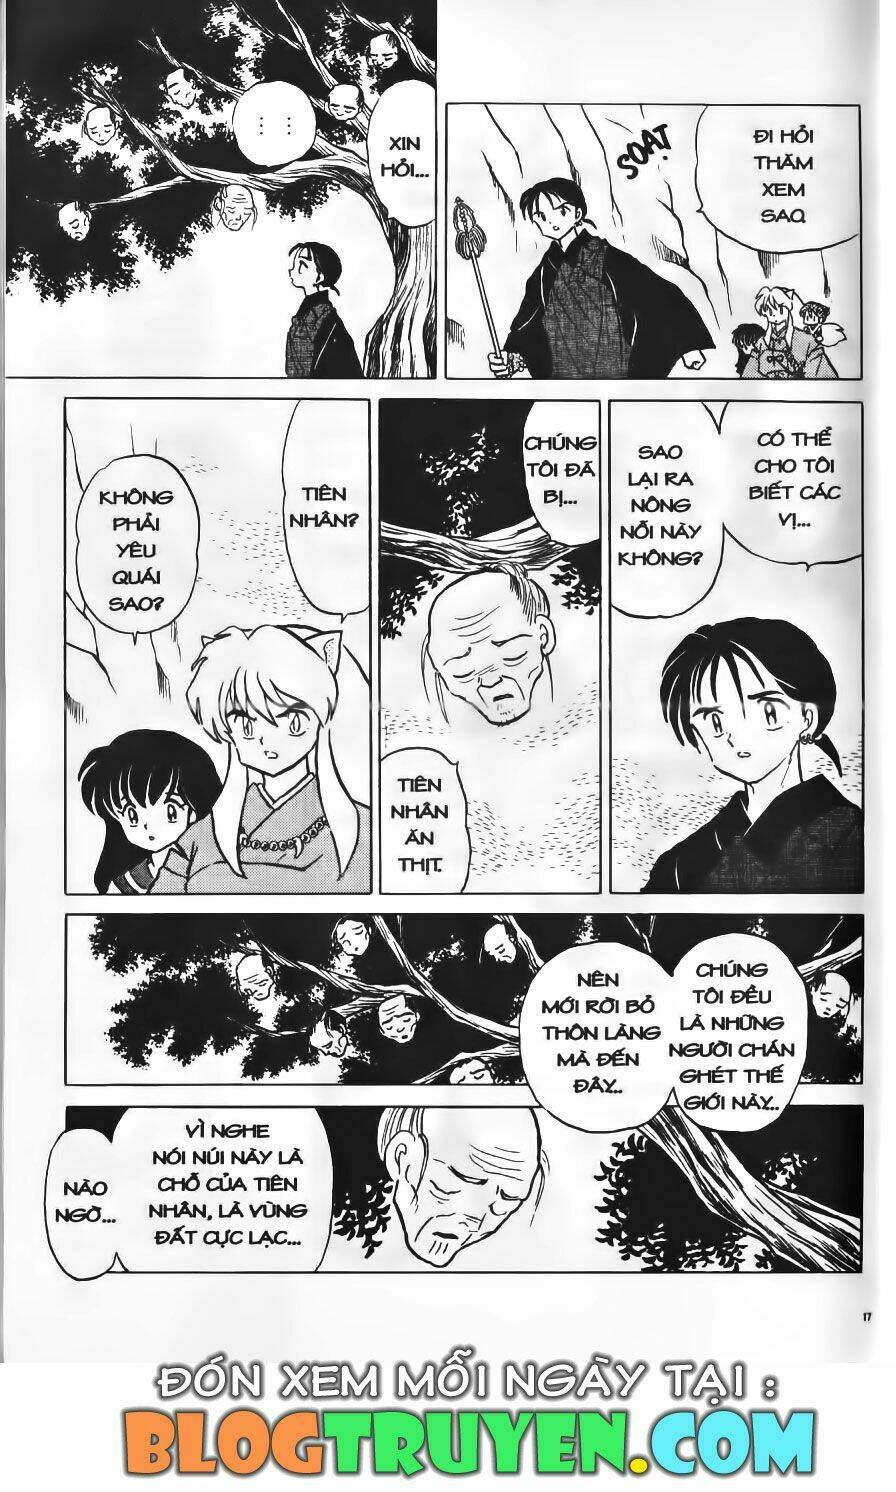 ĐI HỎI
THĂM
XEM
SAO.
SOẠT
XIN
HỎI...
... ...
CÓ THỂ
CHO TÔI
BIẾT CÁC
VỊ...
SAO
LẠI RA
NÔNG
NỖI NÀY
KHÔNG?
CHÚNG
TÔI ĐÃ
BỊ...
TIÊN
NHÂN
ĂN
THỊT.
TIÊN
NHÂN?
KHÔNG
PHẢI
YÊU
QUÁI
SAO?
CHÚNG
TÔI ĐỀU
LÀ NHỮNG
NGƯỜI CHÁN
GHÉT THẾ
GIỚI NÀY...
NÊN
MỚI RỜI BỎ
THÔN LÀNG
MÀ ĐẾN
ĐÂY...
VÌ NGHE
NÓI NÚI NÀY LÀ
CHỖ CỦA TIÊN
NHÂN, LÀ VÙNG
ĐẤT CỰC LẠC...
NÀO
NGỜ...
17
ĐÓN XEM MỖI NGÀY TẠI :
BLOGTRUYEN.COM